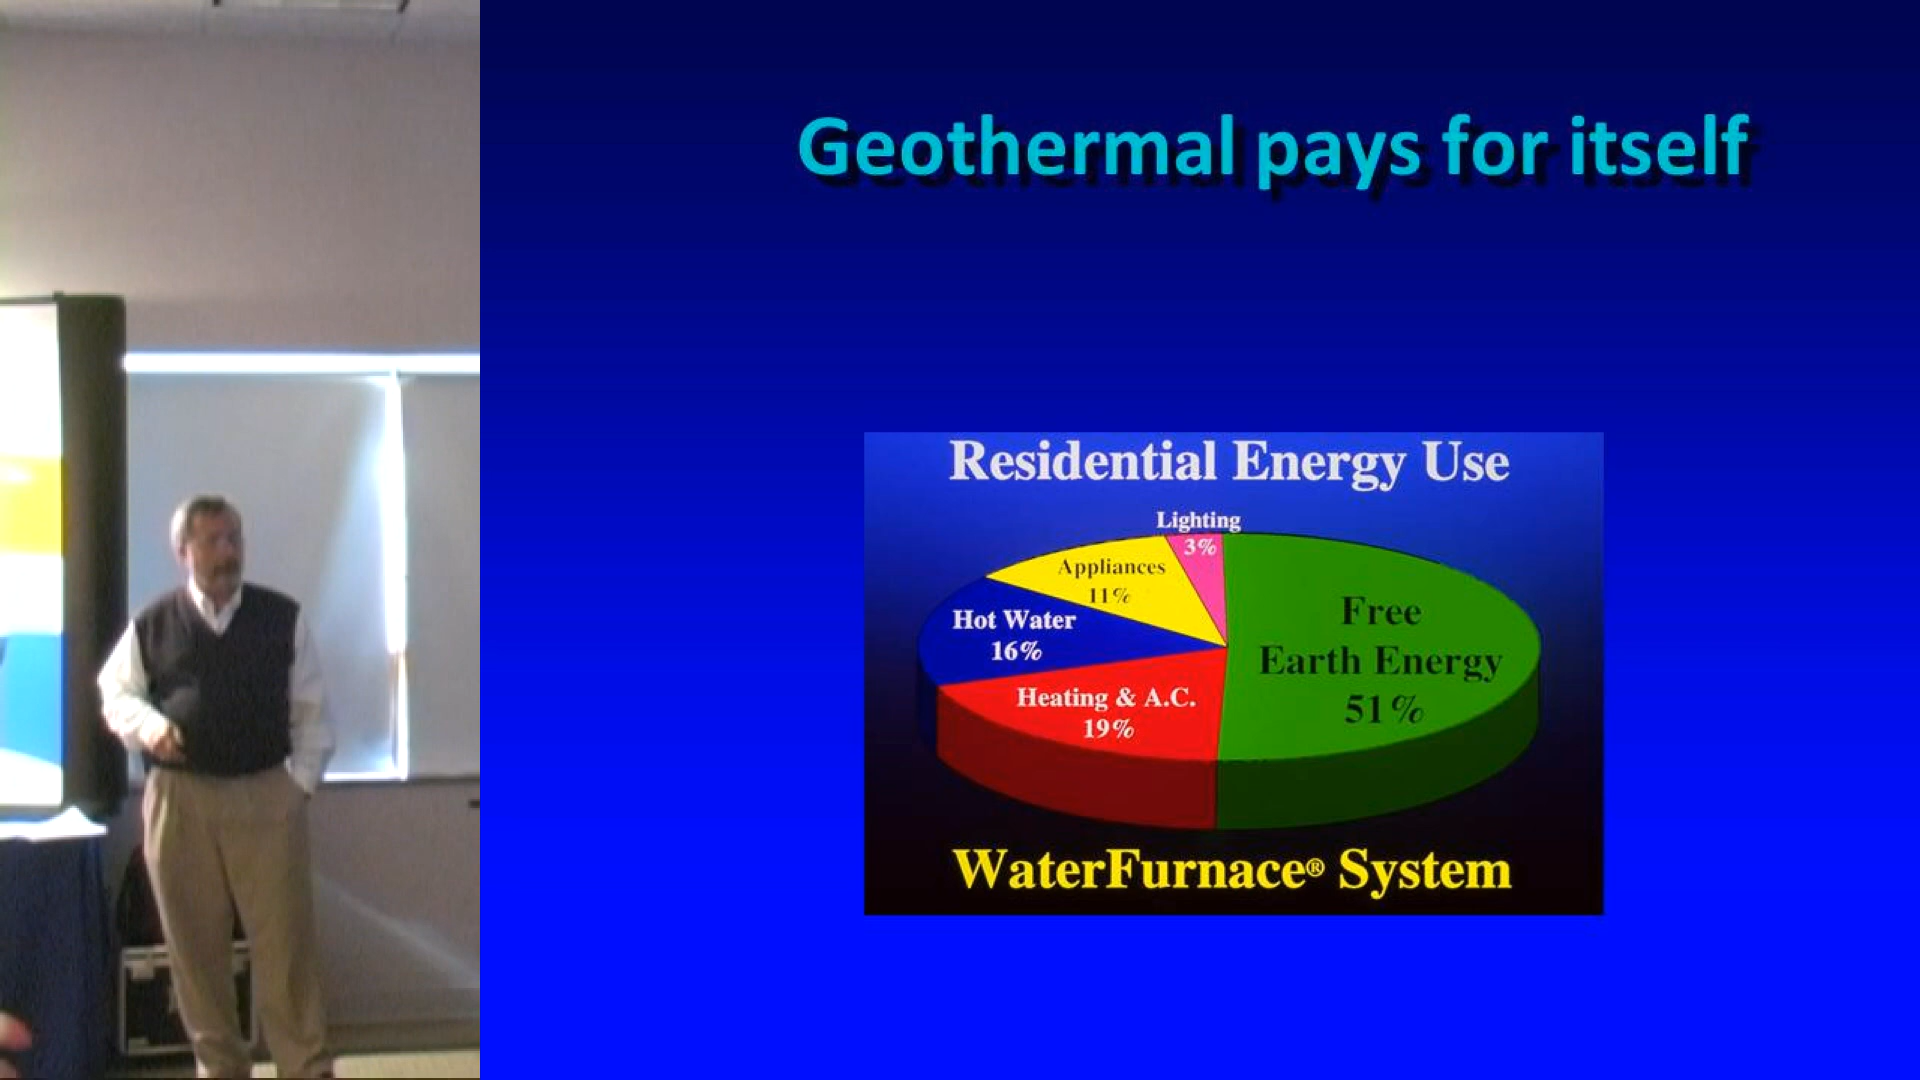 Geothermal pays for itself
Residential Energy Use
Lighting
3%
Appliances
11%
Hot Water
16%
Heating & A.C.
19%
Free
Earth Energy
51%
WaterFurnace® System